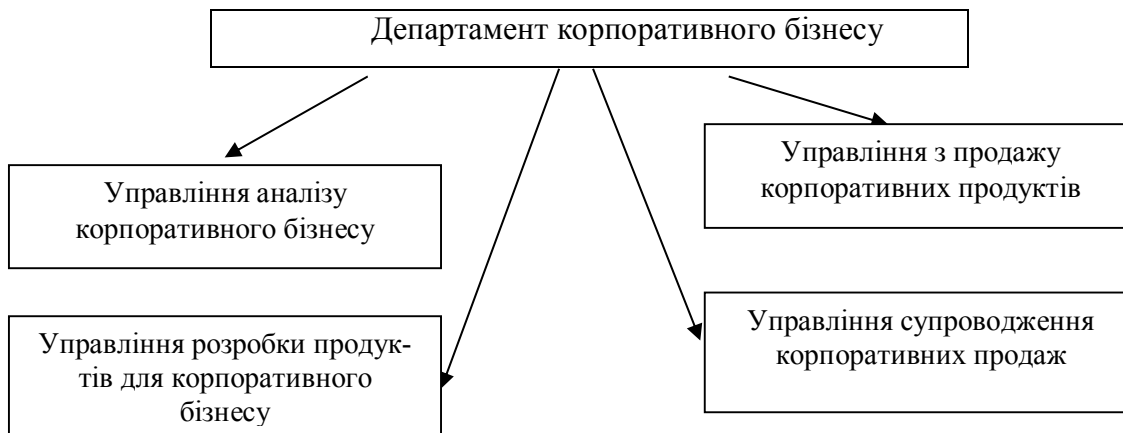 Департамент корпоративного бізнесу
Управління аналізу
корпоративного бізнесу
Управління з продажу
корпоративних продуктів
Управління розробки продук-
тів для корпоративного
бізнесу
Управління супроводження
корпоративних продаж